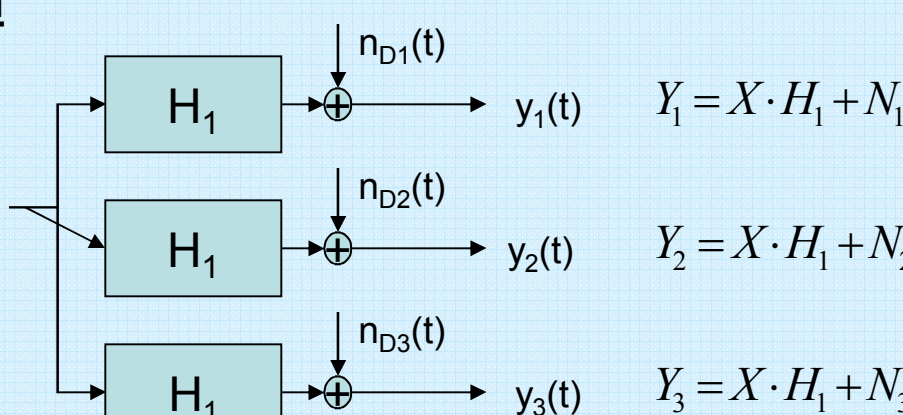 n_D1(t)
H_1 + y_1(t) Y_1 = X · H_1 + N_1
n_D2(t)
H_1 + y_2(t) Y_2 = X · H_1 + N_2
n_D3(t)
H_1 + y_3(t) Y_3 = X · H_1 + N_3